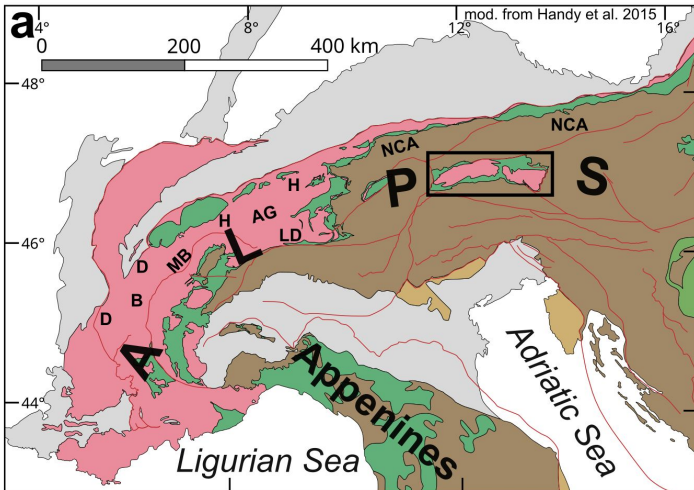 a
mod. from Handy et al. 2015
4°
8°
12°
16°
0
200
400 km
48°
NCA
NCA
H
P
S
H
AG
L
LD
46°
D
MB
B
D
A
44°
Appenines
Adriatic Sea
Ligurian Sea